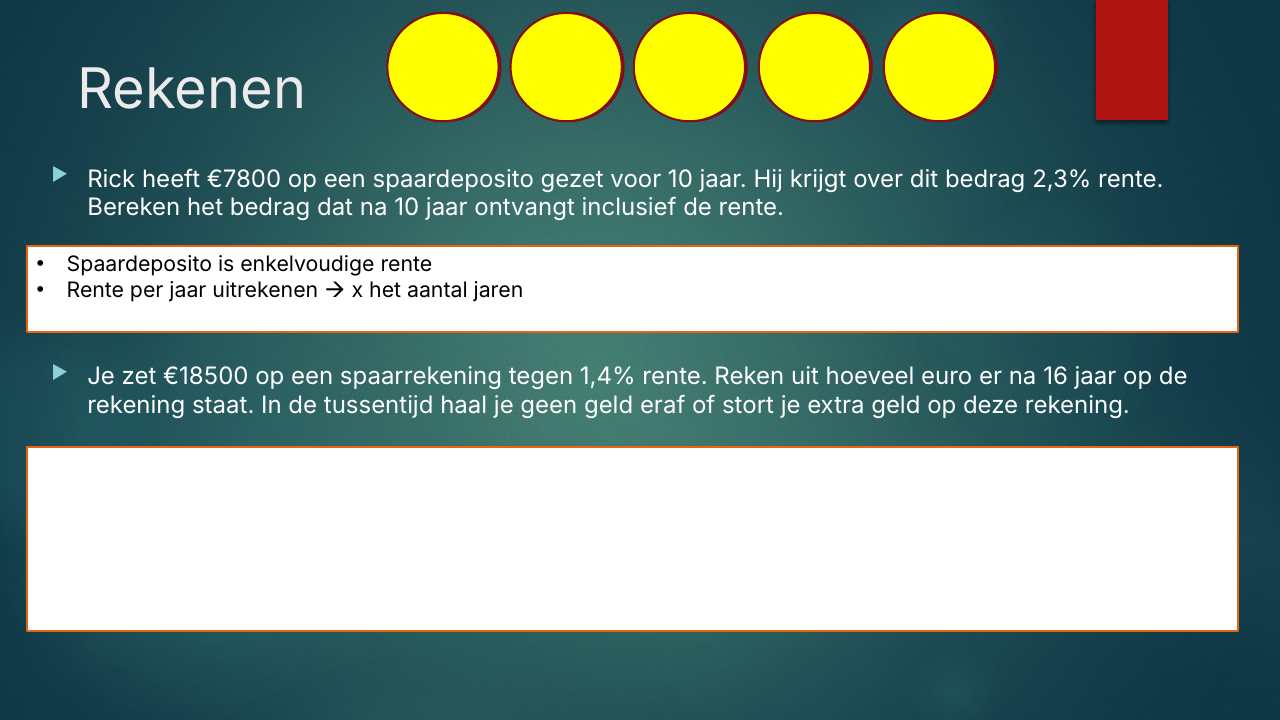 Rekenen
Rick heeft €7800 op een spaardeposito gezet voor 10 jaar. Hij krijgt over dit bedrag 2,3% rente.
Bereken het bedrag dat na 10 jaar ontvangt inclusief de rente.
• Spaardeposito is enkelvoudige rente
• Rente per jaar uitrekenen → x het aantal jaren
Je zet €18500 op een spaarrekening tegen 1,4% rente. Reken uit hoeveel euro er na 16 jaar op de
rekening staat. In de tussentijd haal je geen geld eraf of stort je extra geld op deze rekening.